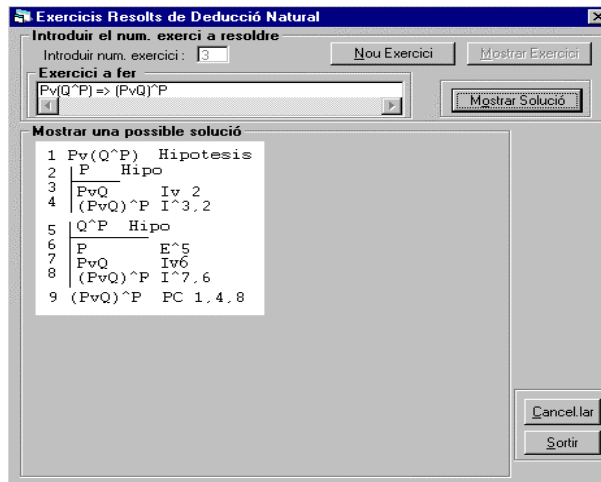 Exercicis Resolts de Deducció Natural
Introduir el num. exerci a resoldre
Introduir num. exercici : 3 Nou Exercici Mostrar Exercici
Exercici a fer
Pv(Q^P) => (PvQ)^P
Mostrar Solució
Mostrar una possible solució
1 Pv(Q^P) Hipotesis
2 P Hipo
3 PvQ Iv 2
4 (PvQ)^P I^3,2
5 Q^P Hipo
6 P E^5
7 PvQ Iv6
8 (PvQ)^P I^7,6
9 (PvQ)^P PC 1,4,8
Cancel.lar
Sortir